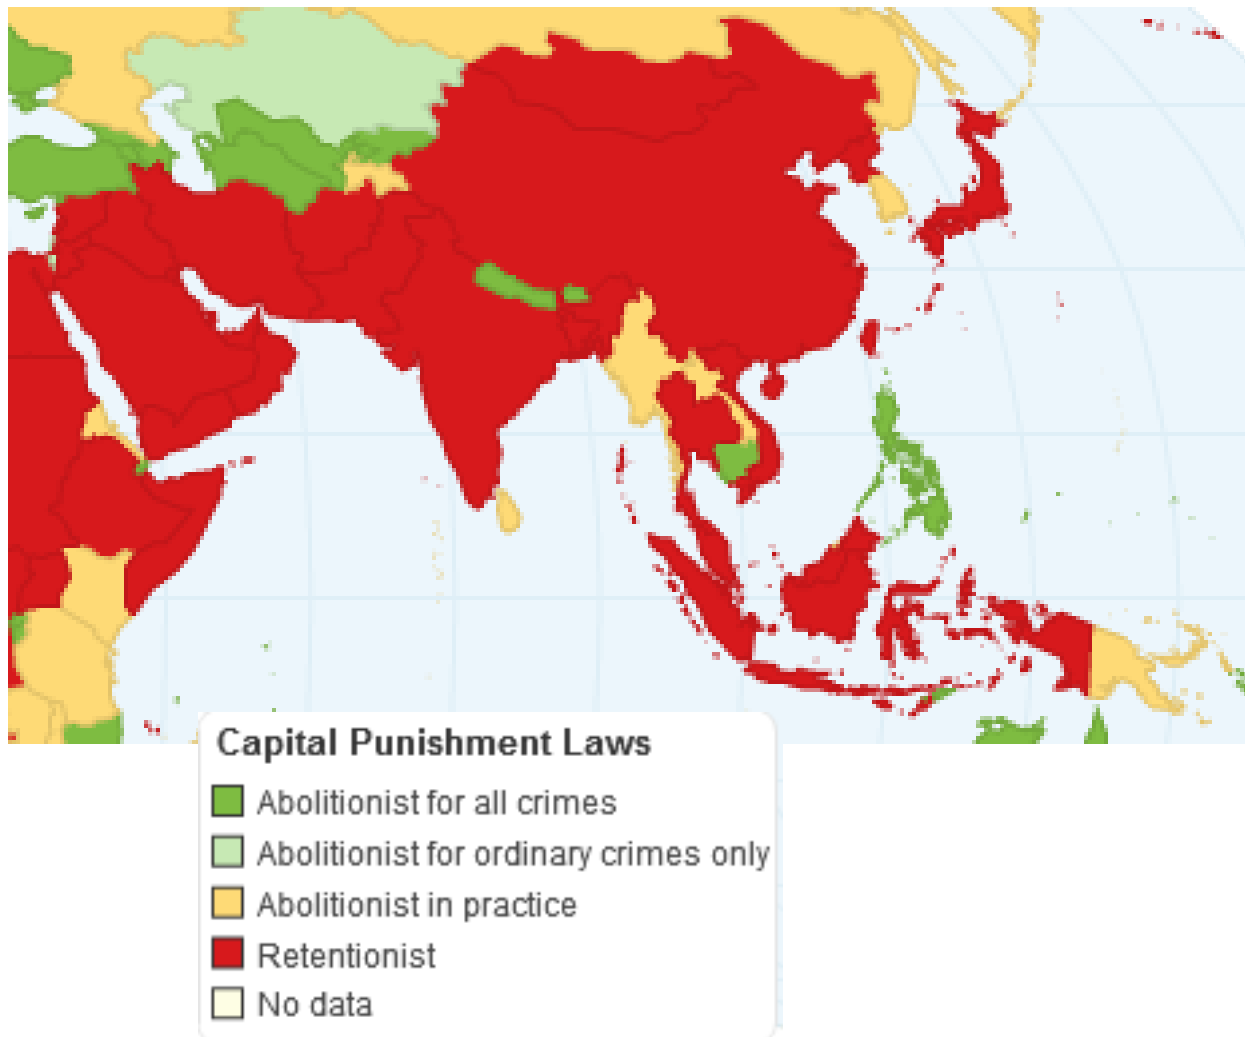 Capital Punishment Laws
Abolitionist for all crimes
Abolitionist for ordinary crimes only
Abolitionist in practice
Retentionist
No data